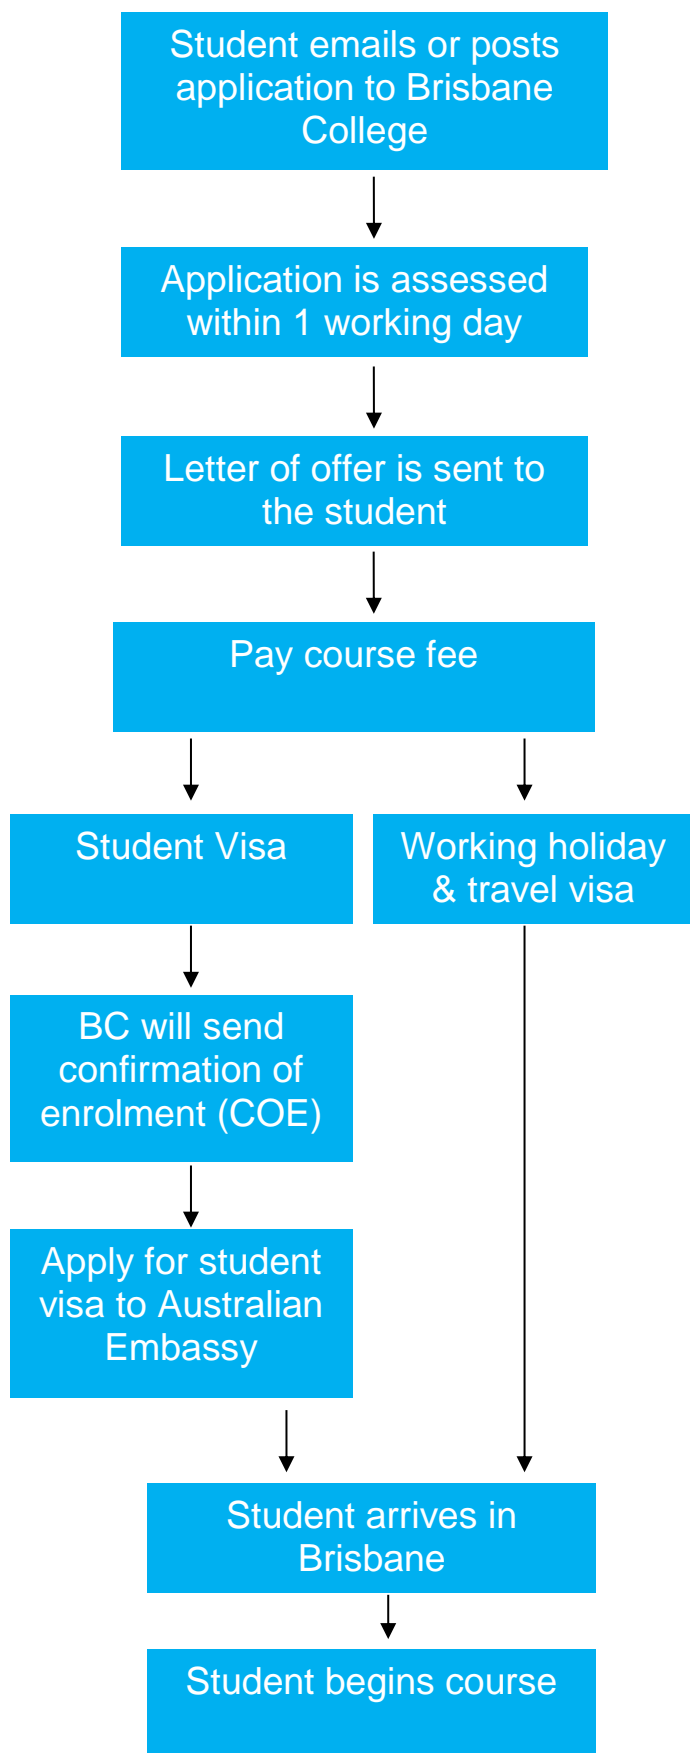 Student emails or posts
application to Brisbane
College
Application is assessed
within 1 working day
Letter of offer is sent to
the student
Pay course fee
Student Visa
Working holiday
& travel visa
BC will send
confirmation of
enrolment (COE)
Apply for student
visa to Australian
Embassy
Student arrives in
Brisbane
Student begins course